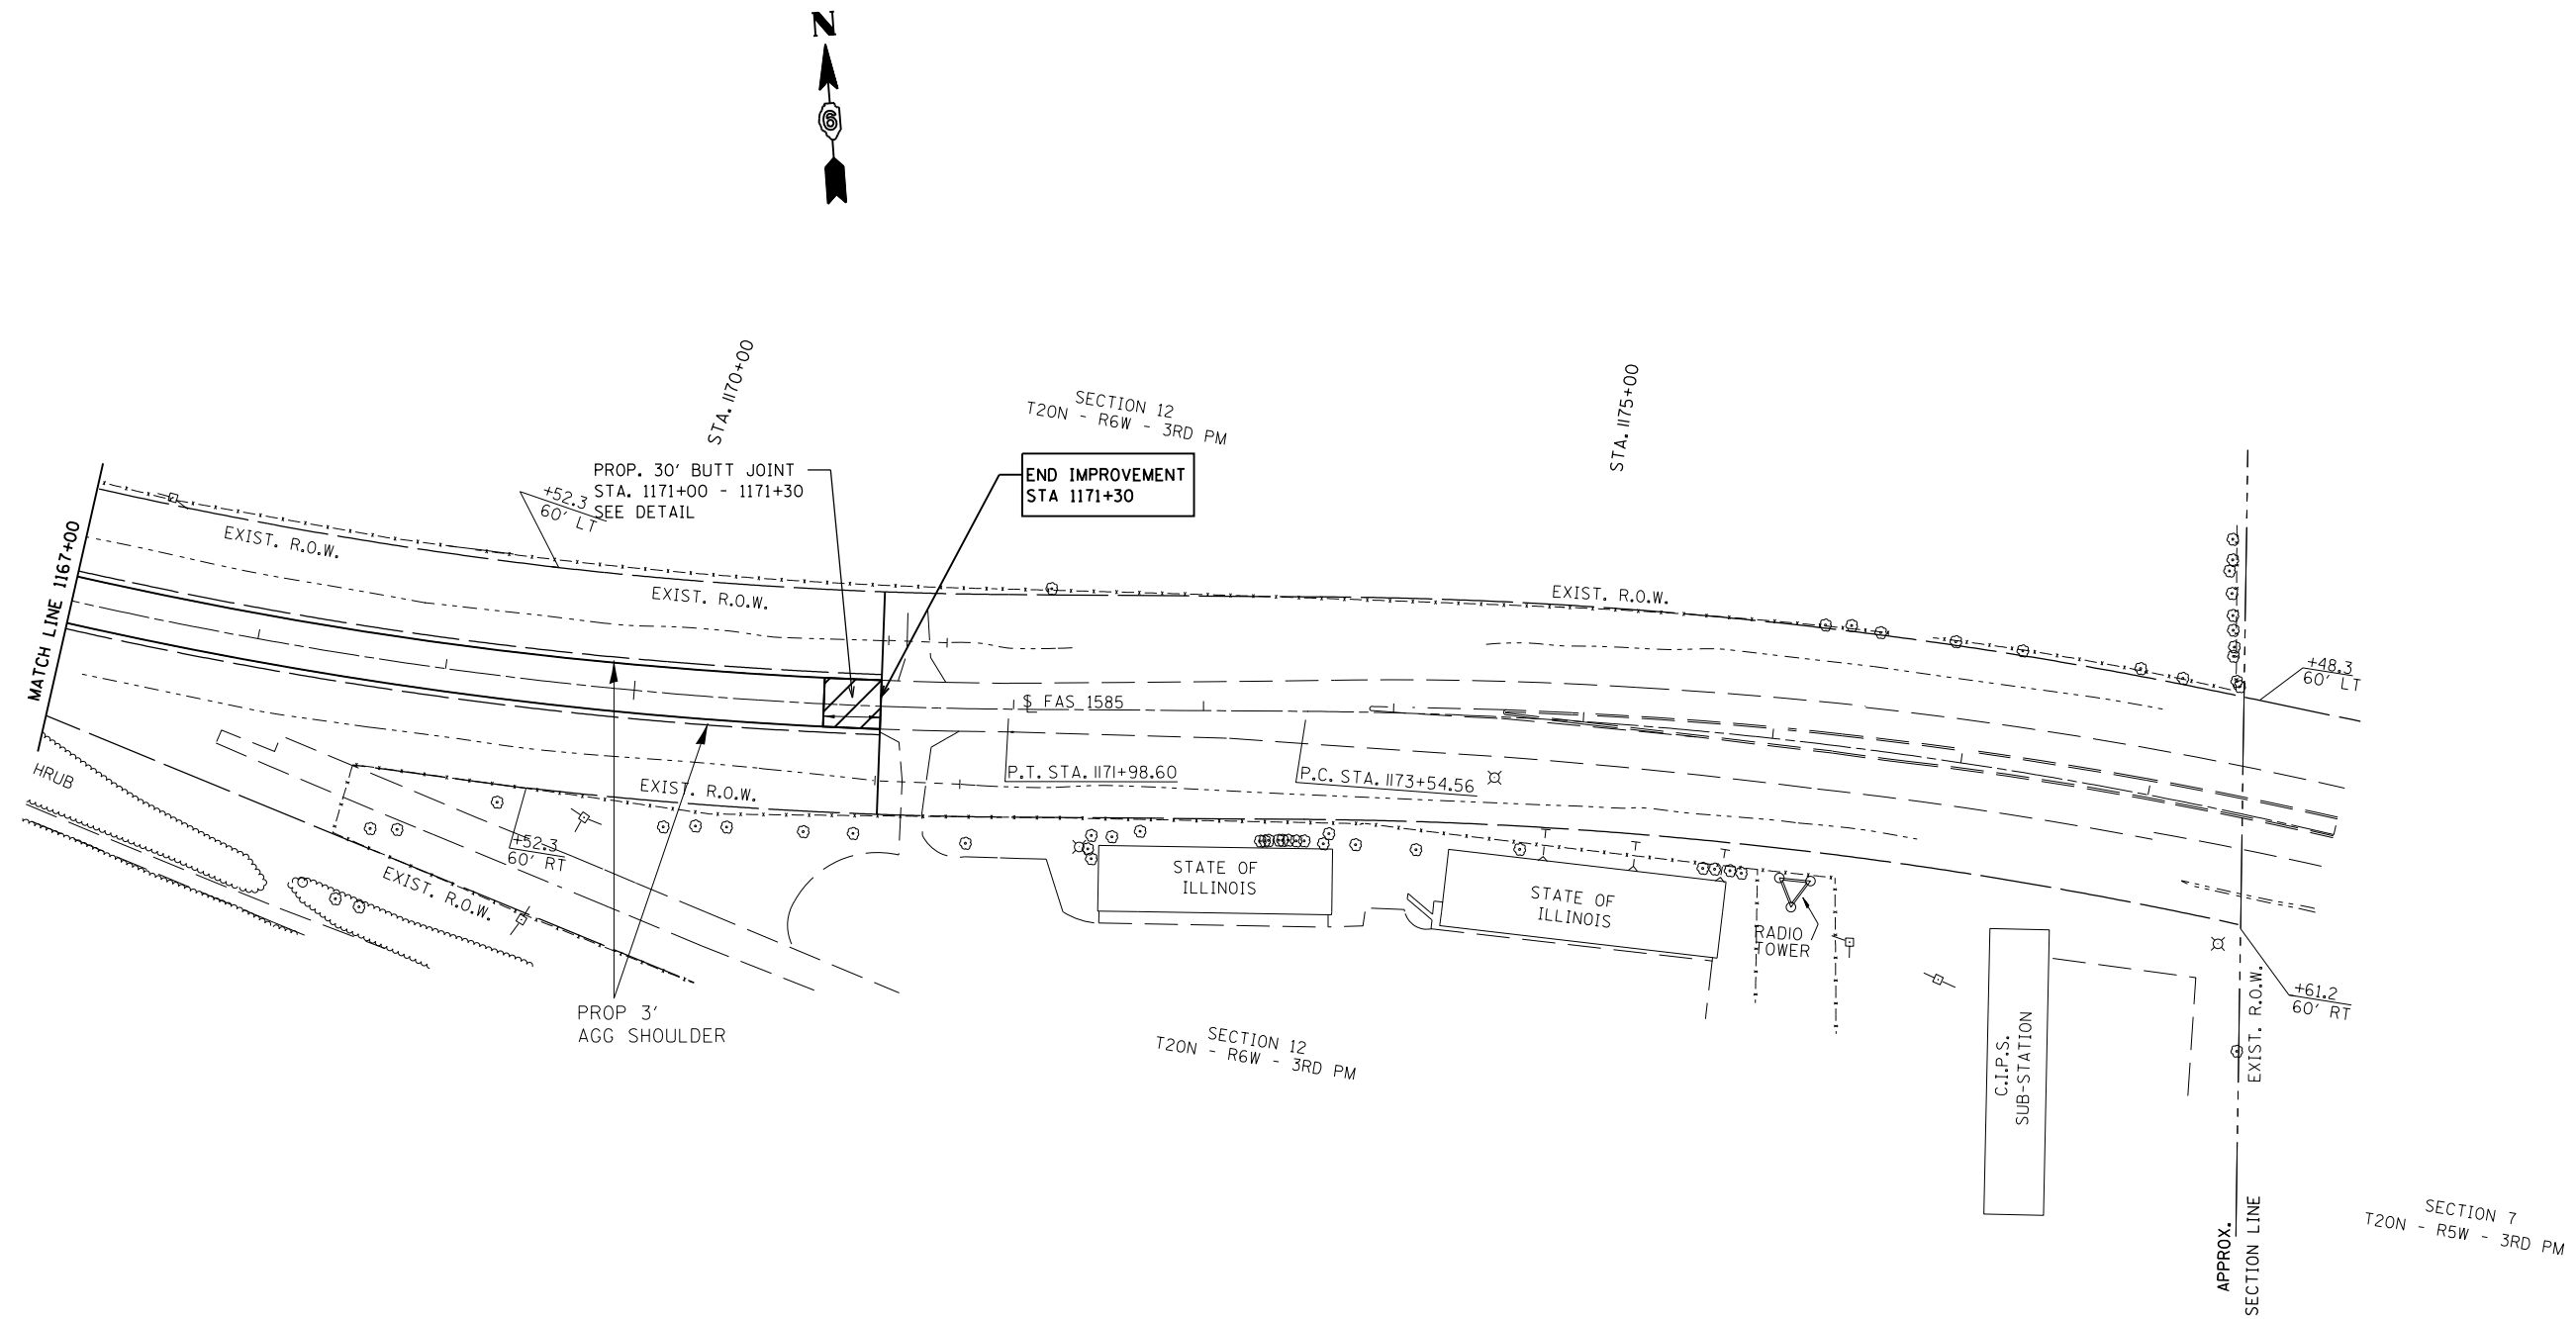 N
6
STA. 1170+00
STA. 1175+00
SECTION 12
T20N - R6W - 3RD PM
PROP. 30' BUTT JOINT
STA. 1171+00 - 1171+30
SEE DETAIL
END IMPROVEMENT
STA 1171+30
+52.3
60' LT
MATCH LINE 1167+00
EXIST. R.O.W.
EXIST. R.O.W.
EXIST. R.O.W.
+48.3
60' LT
$ FAS 1585
P.T. STA. 1171+98.60
P.C. STA. 1173+54.56
HRUB
EXIST. R.O.W.
+52.3
60' RT
EXIST. R.O.W.
STATE OF
ILLINOIS
STATE OF
ILLINOIS
RADIO
TOWER
+61.2
60' RT
EXIST. R.O.W.
PROP 3'
AGG SHOULDER
SECTION 12
T20N - R6W - 3RD PM
C.I.P.S.
SUB-STATION
APPROX.
SECTION LINE
SECTION 7
T20N - R5W - 3RD PM